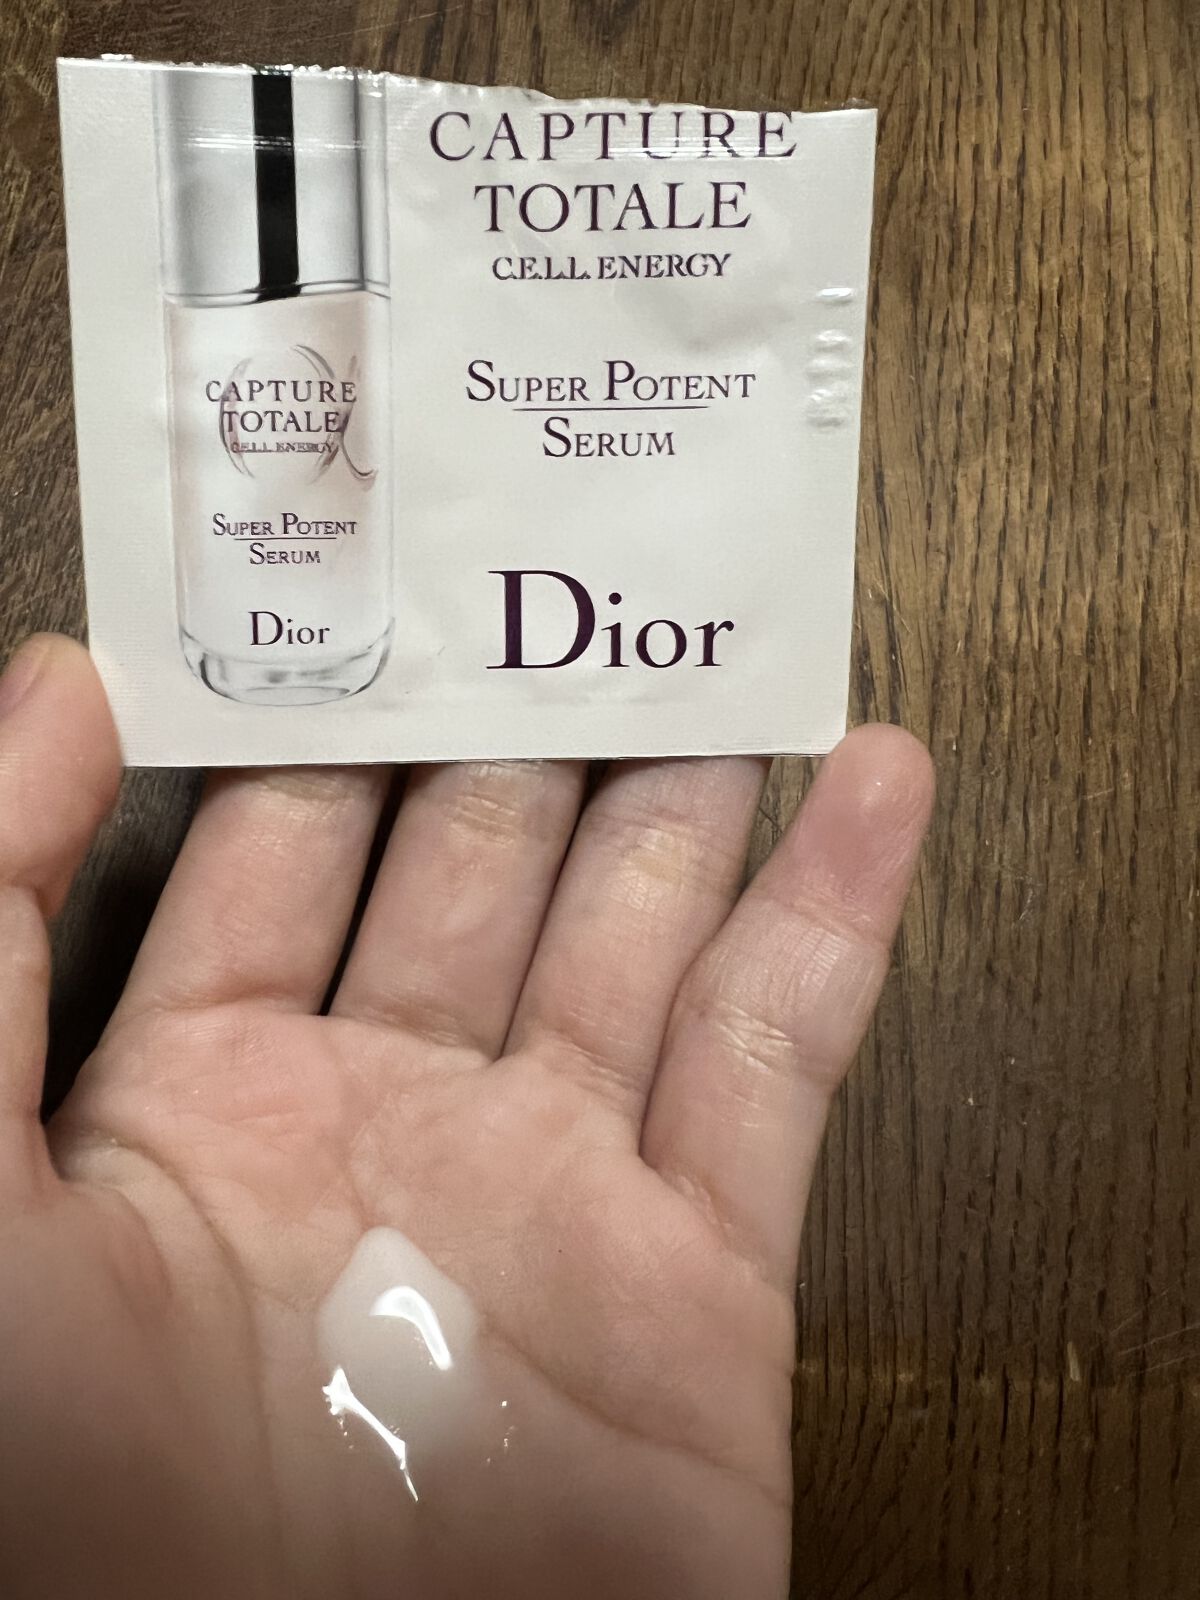 CAPTURE
TOTALE
C.E.L.L. ENERGY
SUPER POTENT
SERUM
Dior
CAPTURE
TOTALE
C.E.L.L. ENERGY
SUPER POTENT
SERUM
Dior